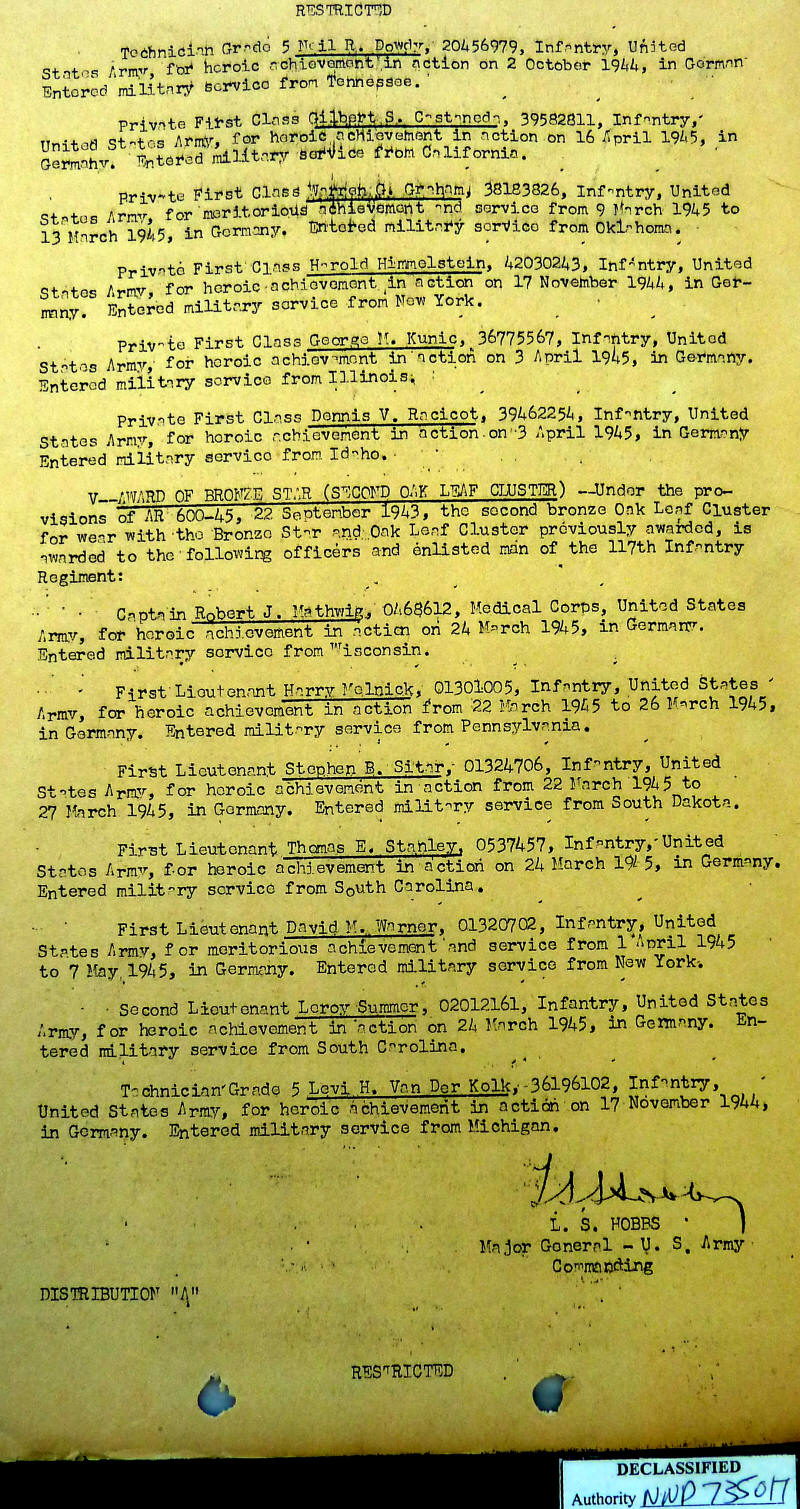 RESTRICTED
Technician Grade 5 Neil R. Dowdy, 20456979, Infantry, United
States Army, for heroic achievement in action on 2 October 1944, in German
Entered military service from Tennessee.
Private First Class Gilbert S. Castaneda, 39582811, Infantry,
United States Army, for heroic achievement in action on 16 April 1945, in
Germany. Entered military service from California.
Private First Class G. Graham, 38183826, Infantry, United
States Army, for meritorious achievement and service from 9 March 1945 to
13 March 1945, in Germany. Entered military service from Oklahoma.
Private First Class Harold Himmelstein, 42030243, Infantry, United
States Army, for heroic achievement in action on 17 November 1944, in Ger-
many. Entered military service from New York.
Private First Class George M. Kunic, 36775567, Infantry, United
States Army, for heroic achievement in action on 3 April 1945, in Germany.
Entered military service from Illinois.
Private First Class Dennis V. Racicot, 39462254, Infantry, United
States Army, for heroic achievement in action on 3 April 1945, in Germany
Entered military service from Idaho.
V--AWARD OF BRONZE STAR (SECOND OAK LEAF CLUSTER) --Under the pro-
visions of AR 600-45, 22 September 1943, the second bronze Oak Leaf Cluster
for wear with the Bronze Star and Oak Leaf Cluster previously awarded, is
awarded to the following officers and enlisted man of the 117th Infantry
Regiment:
Captain Robert J. Mathwig, 0468612, Medical Corps, United States
Army, for heroic achievement in action on 24 March 1945, in Germany.
Entered military service from Wisconsin.
First Lieutenant Harry Melnick, 01301005, Infantry, United States
Army, for heroic achievement in action from 22 March 1945 to 26 March 1945,
in Germany. Entered military service from Pennsylvania.
First Lieutenant Stephen B. Sitar, 01324706, Infantry, United
States Army, for heroic achievement in action from 22 March 1945 to
27 March 1945, in Germany. Entered military service from South Dakota.
First Lieutenant Thomas E. Stanley, 0537457, Infantry, United
States Army, for heroic achievement in action on 24 March 1945, in Germany.
Entered military service from South Carolina.
First Lieutenant David M. Warner, 01320702, Infantry, United
States Army, for meritorious achievement and service from 1 April 1945
to 7 May 1945, in Germany. Entered military service from New York.
Second Lieutenant Leroy Summer, 02012161, Infantry, United States
Army, for heroic achievement in action on 24 March 1945, in Germany. En-
tered military service from South Carolina.
Technician Grade 5 Levi H. Van Der Kolk, 36196102, Infantry,
United States Army, for heroic achievement in action on 17 November 1944,
in Germany. Entered military service from Michigan.
L. S. HOBBS
Major General - U. S. Army
Commanding
DISTRIBUTION "A"
RESTRICTED
DECLASSIFIED
Authority NND 735017